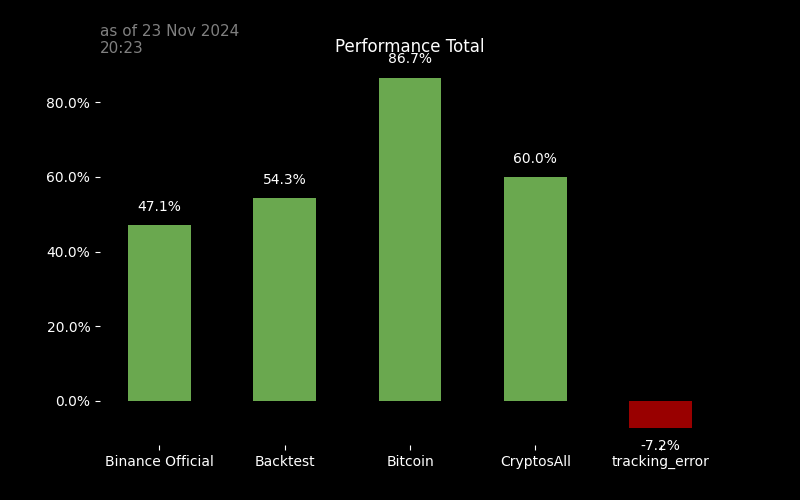 as of 23 Nov 2024
20:23
Performance Total
86.7%
80.0%
60.0%
60.0%
54.3%
47.1%
40.0%
20.0%
0.0%
-7.2%
Binance Official
Backtest
Bitcoin
CryptosAll
tracking_error